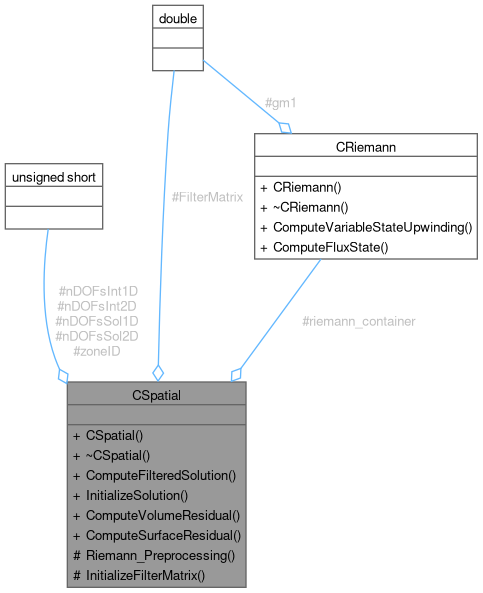 double
#gm1
CRiemann
+ CRiemann()
+ ~CRiemann()
+ ComputeVariableStateUpwinding()
+ ComputeFluxState()
unsigned short
#FilterMatrix
#nDOFsInt1D
#nDOFsInt2D
#nDOFsSol1D
#nDOFsSol2D
#zoneID
#riemann_container
CSpatial
+ CSpatial()
+ ~CSpatial()
+ ComputeFilteredSolution()
+ InitializeSolution()
+ ComputeVolumeResidual()
+ ComputeSurfaceResidual()
# Riemann_Preprocessing()
# InitializeFilterMatrix()